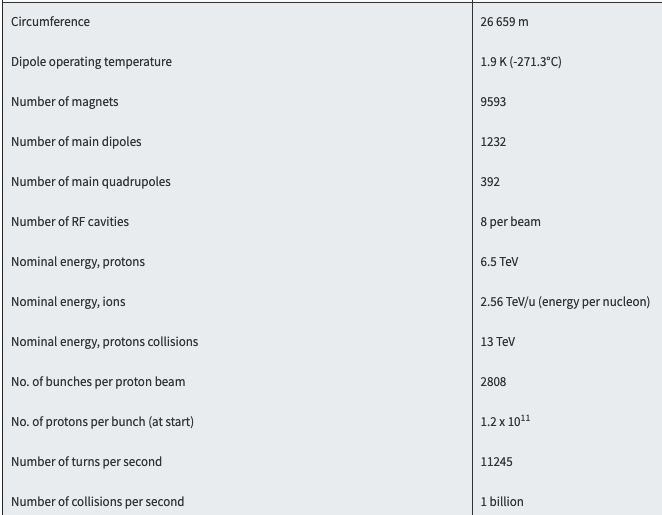 Circumference 26 659 m
Dipole operating temperature 1.9 K (-271.3°C)
Number of magnets 9593
Number of main dipoles 1232
Number of main quadrupoles 392
Number of RF cavities 8 per beam
Nominal energy, protons 6.5 TeV
Nominal energy, ions 2.56 TeV/u (energy per nucleon)
Nominal energy, protons collisions 13 TeV
No. of bunches per proton beam 2808
No. of protons per bunch (at start) 1.2 x 10¹¹
Number of turns per second 11245
Number of collisions per second 1 billion